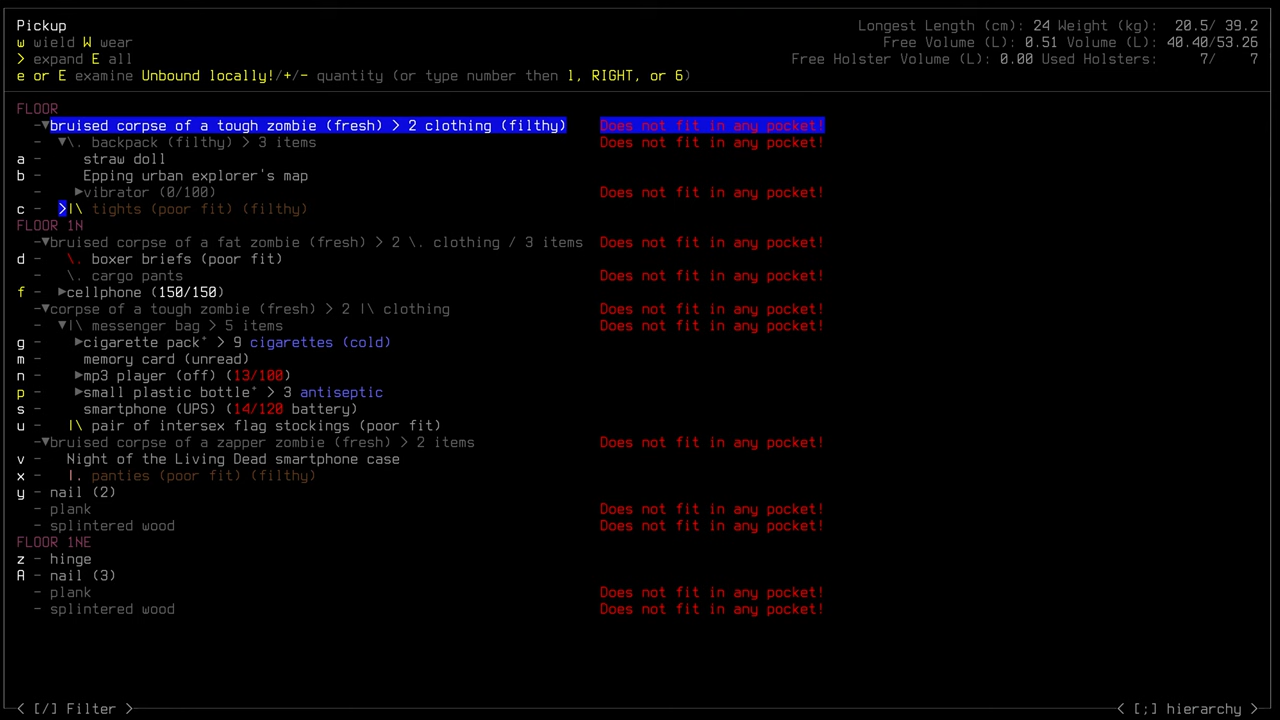 Pickup
Longest Length (cm): 24 Weight (kg): 20.5/ 39.2
w wield W wear
Free Volume (L): 0.51 Volume (L): 40.40/53.26
> expand E all
Free Holster Volume (L): 0.00 Used Holsters: 7/ 7
e or E examine Unbound locally!/+/- quantity (or type number then l, RIGHT, or 6)
FLOOR
-▼bruised corpse of a tough zombie (fresh) > 2 clothing (filthy) Does not fit in any pocket!
▼\. backpack (filthy) > 3 items Does not fit in any pocket!
a - straw doll
b - Epping urban explorer's map
- ▶vibrator (0/100) Does not fit in any pocket!
c - >|\ tights (poor fit) (filthy)
FLOOR 1N
-▼bruised corpse of a fat zombie (fresh) > 2 \. clothing / 3 items Does not fit in any pocket!
d - \. boxer briefs (poor fit)
- \. cargo pants Does not fit in any pocket!
f - ▶cellphone (150/150)
-▼corpse of a tough zombie (fresh) > 2 |\ clothing Does not fit in any pocket!
- ▼|\ messenger bag > 5 items Does not fit in any pocket!
g - ▶cigarette pack⁺ > 9 cigarettes (cold)
m - memory card (unread)
n - ▶mp3 player (off) (13/100)
p - ▶small plastic bottle⁺ > 3 antiseptic
s - smartphone (UPS) (14/120 battery)
u - |\ pair of intersex flag stockings (poor fit)
-▼bruised corpse of a zapper zombie (fresh) > 2 items Does not fit in any pocket!
v - Night of the Living Dead smartphone case
x - |. panties (poor fit) (filthy)
y - nail (2)
- plank Does not fit in any pocket!
- splintered wood Does not fit in any pocket!
FLOOR 1NE
z - hinge
A - nail (3)
- plank Does not fit in any pocket!
- splintered wood Does not fit in any pocket!
< [/] Filter >
< [;] hierarchy >